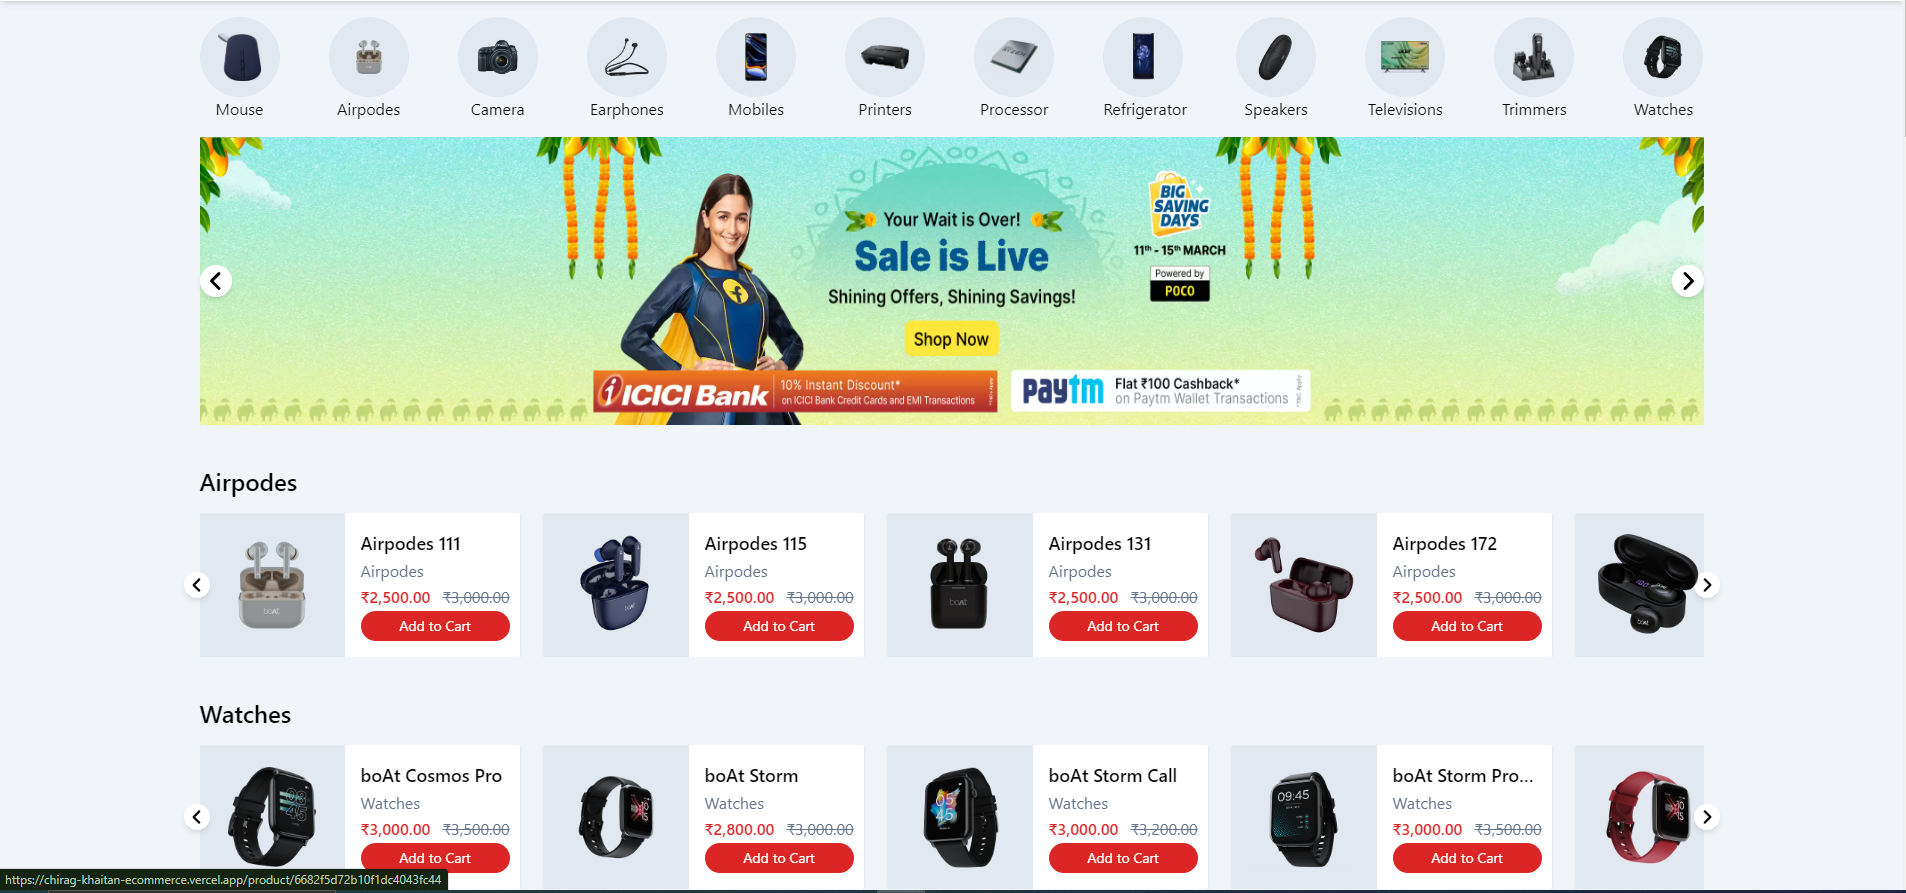 Mouse
Airpodes
Camera
Earphones
Mobiles
Printers
Processor
Refrigerator
Speakers
Televisions
Trimmers
Watches
Your Wait is Over!
Sale is Live
Shining Offers, Shining Savings!
Shop Now
BIG
SAVING
DAYS
11th - 15th MARCH
Powered by
POCO
ICICI Bank
10% Instant Discount*
on ICICI Bank Credit Cards and EMI Transactions
paytm
Flat ₹100 Cashback*
on Paytm Wallet Transactions
Airpodes
Airpodes 111
Airpodes
₹2,500.00 ₹3,000.00
Add to Cart
Airpodes 115
Airpodes
₹2,500.00 ₹3,000.00
Add to Cart
Airpodes 131
Airpodes
₹2,500.00 ₹3,000.00
Add to Cart
Airpodes 172
Airpodes
₹2,500.00 ₹3,000.00
Add to Cart
Watches
boAt Cosmos Pro
Watches
₹3,000.00 ₹3,500.00
Add to Cart
boAt Storm
Watches
₹2,800.00 ₹3,000.00
Add to Cart
boAt Storm Call
Watches
₹3,000.00 ₹3,200.00
Add to Cart
09:45
boAt Storm Pro...
Watches
₹3,000.00 ₹3,500.00
Add to Cart
https://chirag-khaitan-ecommerce.vercel.app/product/6682f5d72b10f1dc4043fc44